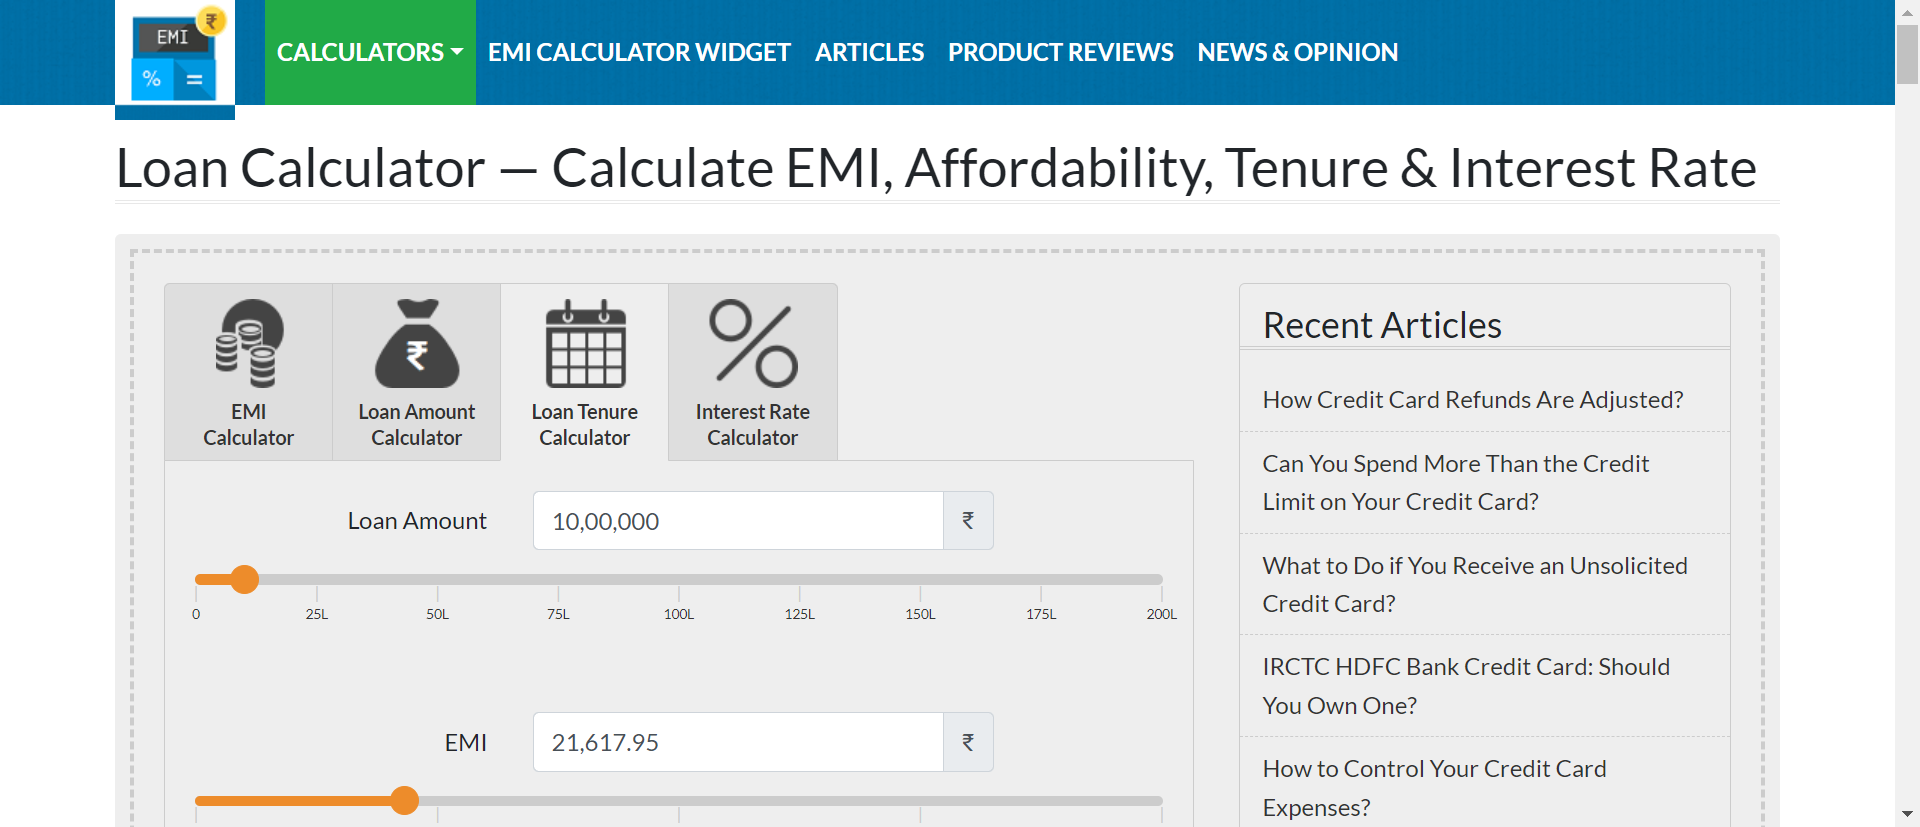 EMI
₹
%
=
CALCULATORS
EMI CALCULATOR WIDGET
ARTICLES
PRODUCT REVIEWS
NEWS & OPINION
Loan Calculator — Calculate EMI, Affordability, Tenure & Interest Rate
EMI
Calculator
₹
Loan Amount
Calculator
Loan Tenure
Calculator
Interest Rate
Calculator
Loan Amount
10,00,000
₹
0 25L 50L 75L 100L 125L 150L 175L 200L
EMI
21,617.95
₹
Recent Articles
How Credit Card Refunds Are Adjusted?
Can You Spend More Than the Credit
Limit on Your Credit Card?
What to Do if You Receive an Unsolicited
Credit Card?
IRCTC HDFC Bank Credit Card: Should
You Own One?
How to Control Your Credit Card
Expenses?